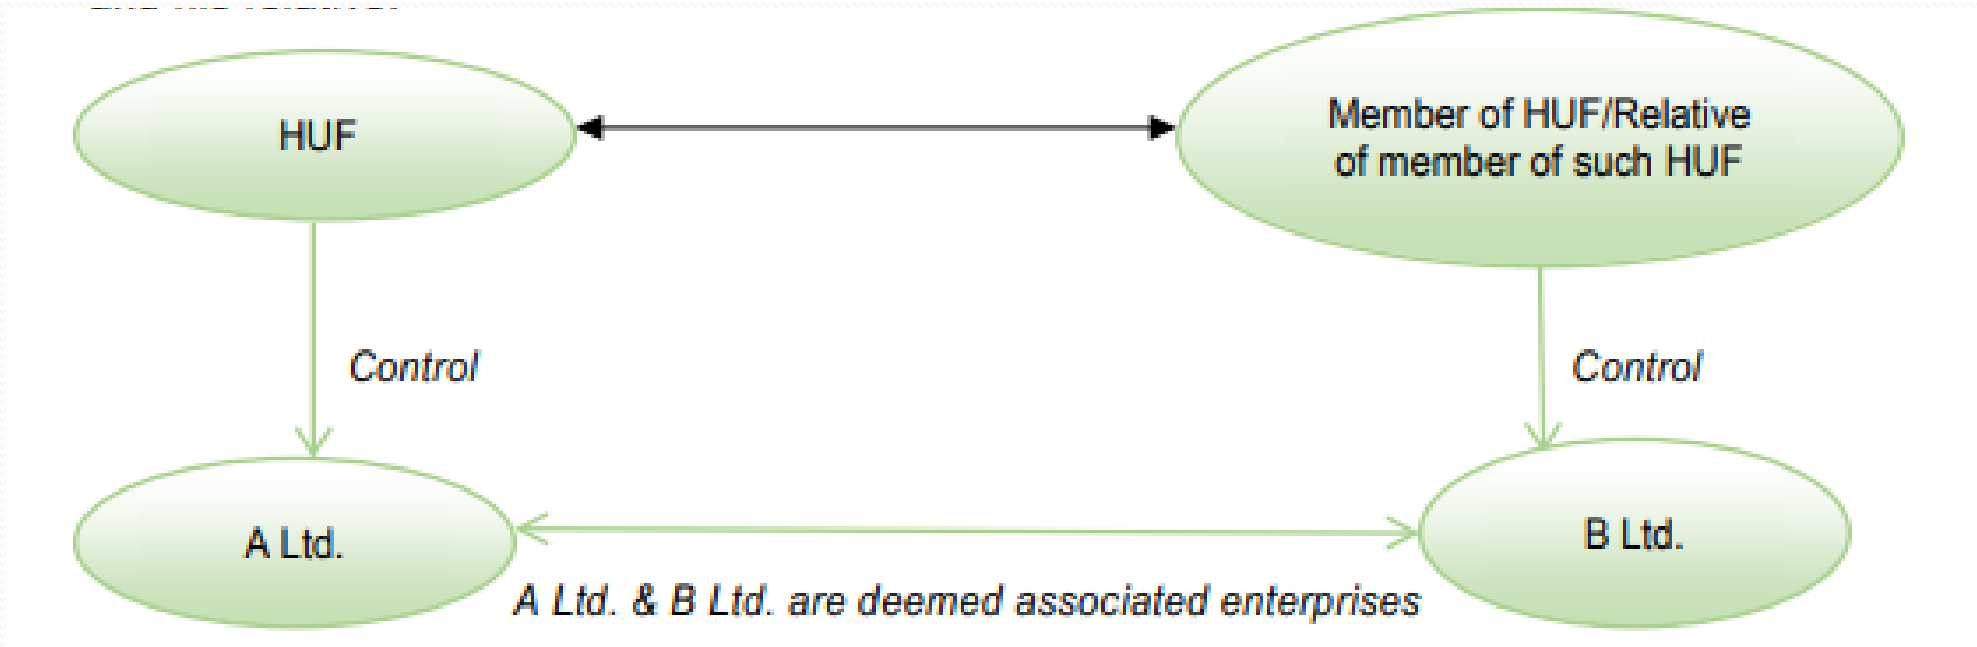 HUF
Member of HUF/Relative
of member of such HUF
Control
Control
A Ltd.
B Ltd.
A Ltd. & B Ltd. are deemed associated enterprises